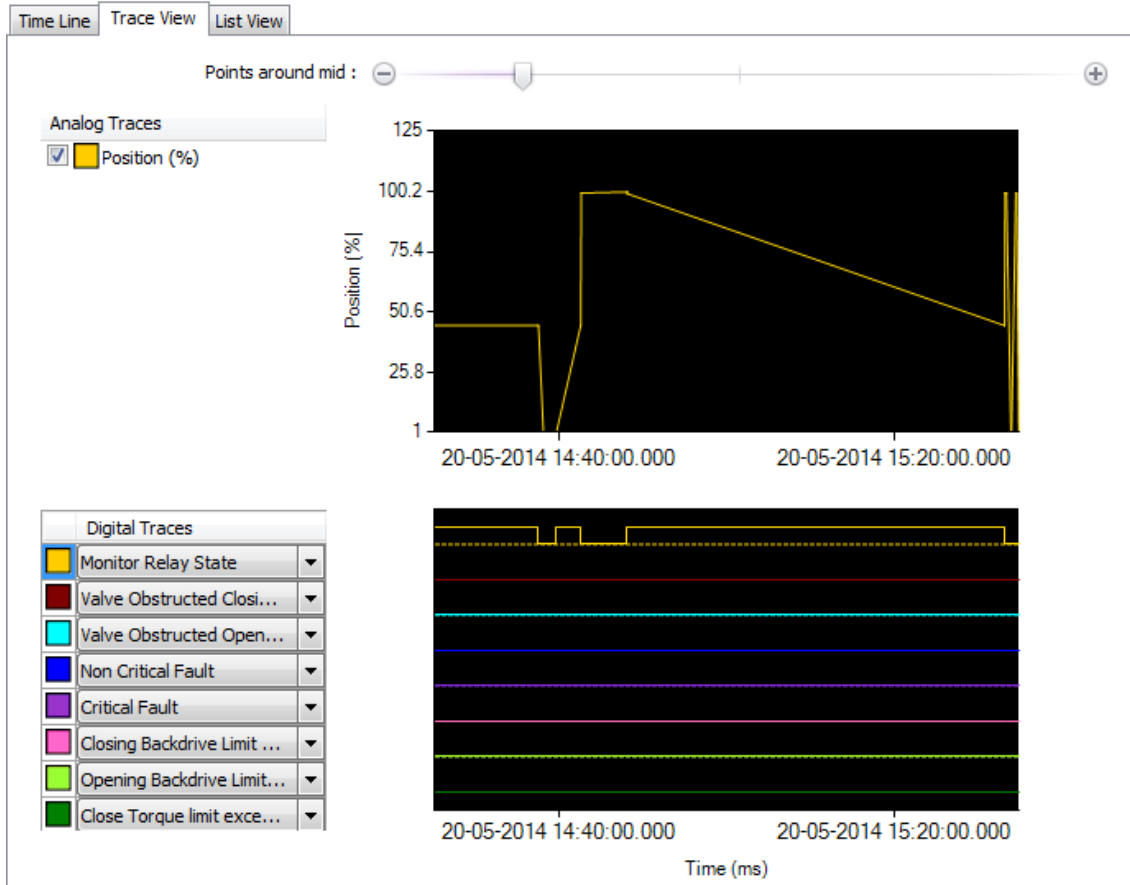 Time Line Trace View List View
Points around mid :
Analog Traces
Position (%)
125
100.2
75.4
50.6
25.8
1
Position (%|
20-05-2014 14:40:00.000 20-05-2014 15:20:00.000
Digital Traces
Monitor Relay State
Valve Obstructed Closi...
Valve Obstructed Open...
Non Critical Fault
Critical Fault
Closing Backdrive Limit ...
Opening Backdrive Limit...
Close Torque limit exce...
20-05-2014 14:40:00.000 20-05-2014 15:20:00.000
Time (ms)